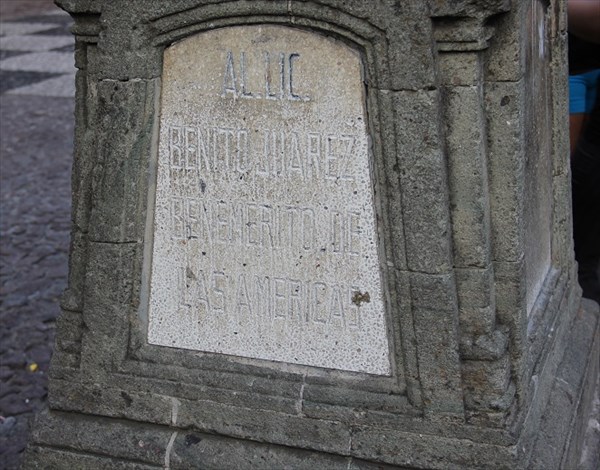 AL LIC.
BENITO JUAREZ
BENEMERITO DE
LAS AMERICAS